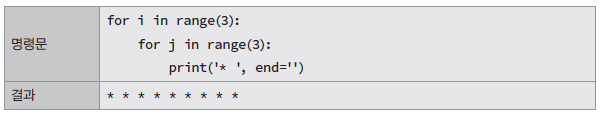 명령문
for i in range(3):
    for j in range(3):
        print('* ', end='')
결과
* * * * * * * * *